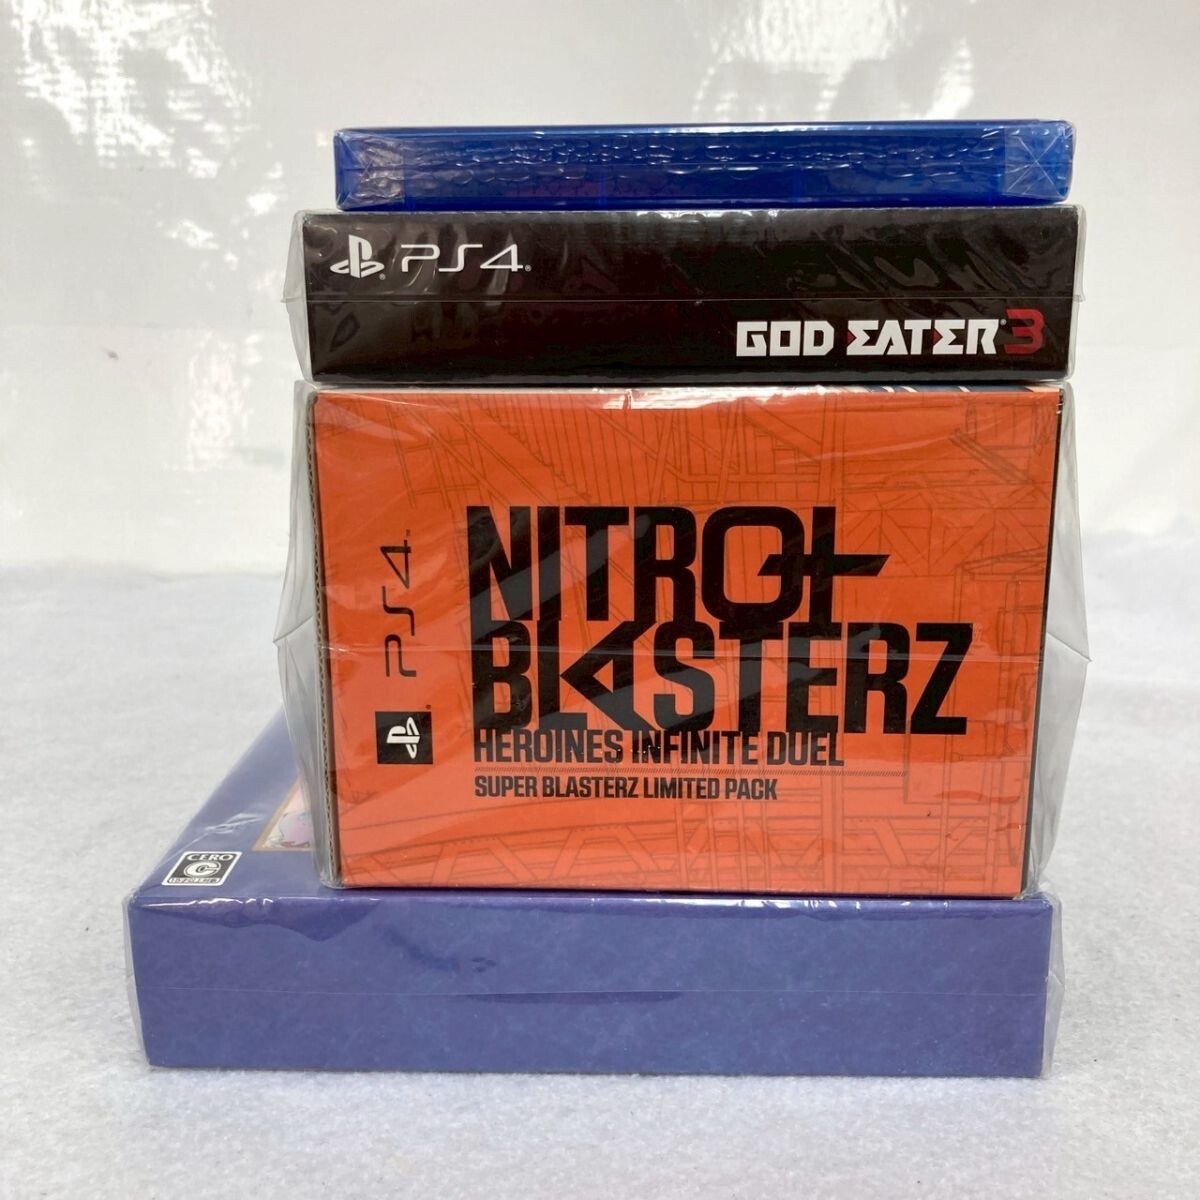 PS4
GOD EATER 3
PS4
NITRO+
BLASTERZ
HEROINES INFINITE DUEL
SUPER BLASTERZ LIMITED PACK
CERO
C